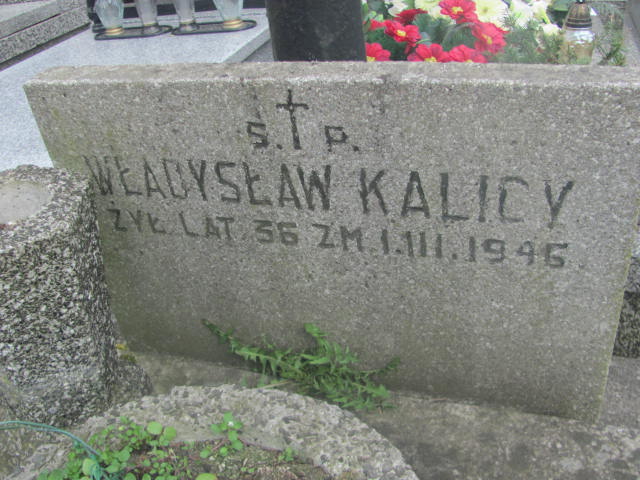 Ś. P.
WŁADYSŁAW KALICY
ŻYŁ LAT 36 ZM. 1.III.1946.